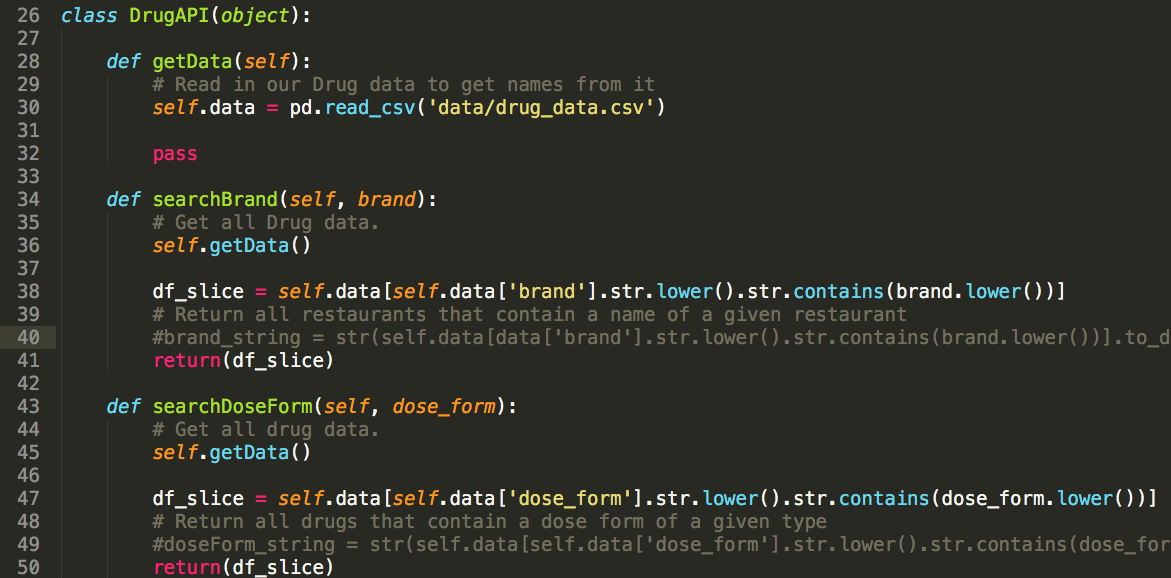 26 class DrugAPI(object):
27
28     def getData(self):
29         # Read in our Drug data to get names from it
30         self.data = pd.read_csv('data/drug_data.csv')
31
32         pass
33
34     def searchBrand(self, brand):
35         # Get all Drug data.
36         self.getData()
37
38         df_slice = self.data[self.data['brand'].str.lower().str.contains(brand.lower())]
39         # Return all restaurants that contain a name of a given restaurant
40         #brand_string = str(self.data[data['brand'].str.lower().str.contains(brand.lower())].to_d
41         return(df_slice)
42
43     def searchDoseForm(self, dose_form):
44         # Get all drug data.
45         self.getData()
46
47         df_slice = self.data[self.data['dose_form'].str.lower().str.contains(dose_form.lower())]
48         # Return all drugs that contain a dose form of a given type
49         #doseForm_string = str(self.data[self.data['dose_form'].str.lower().str.contains(dose_for
50         return(df_slice)